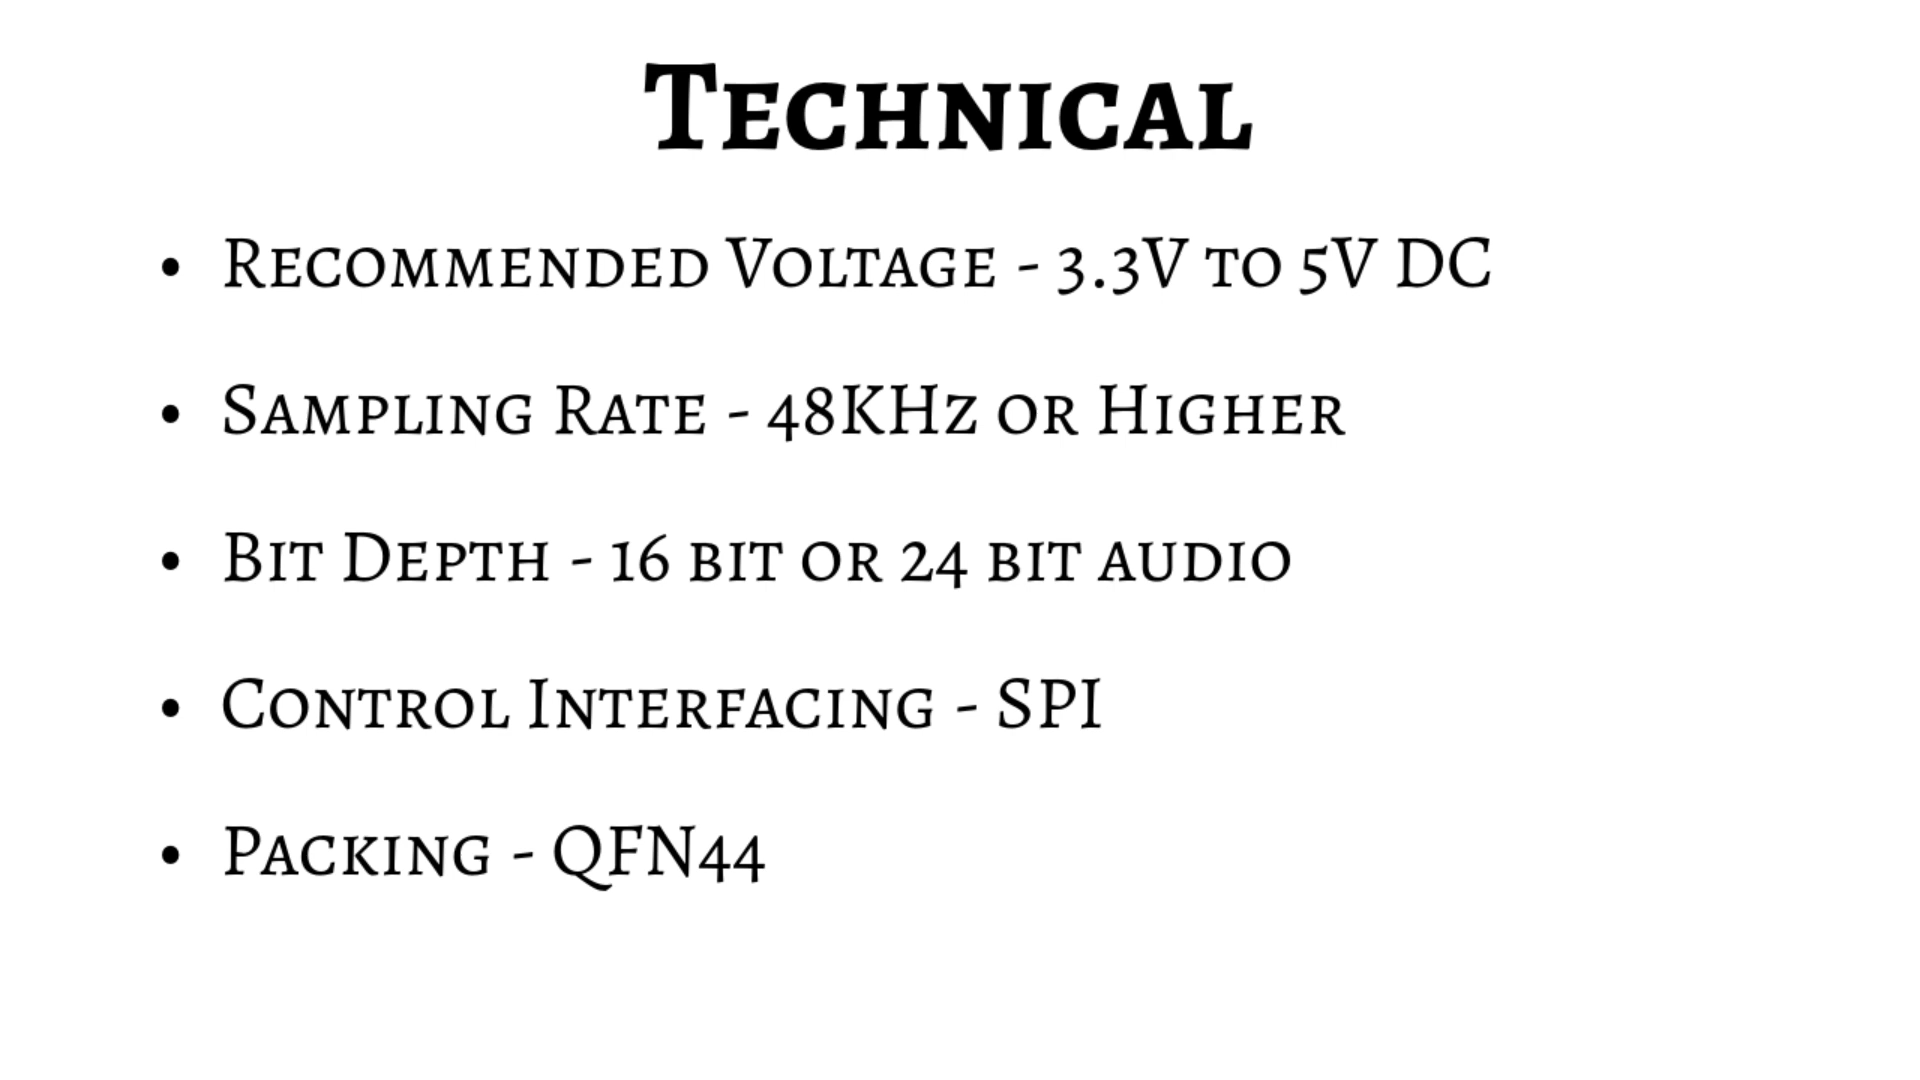 Technical
• Recommended Voltage - 3.3V to 5V DC
• Sampling Rate - 48KHz or Higher
• Bit Depth - 16 bit or 24 bit audio
• Control Interfacing - SPI
• Packing - QFN44